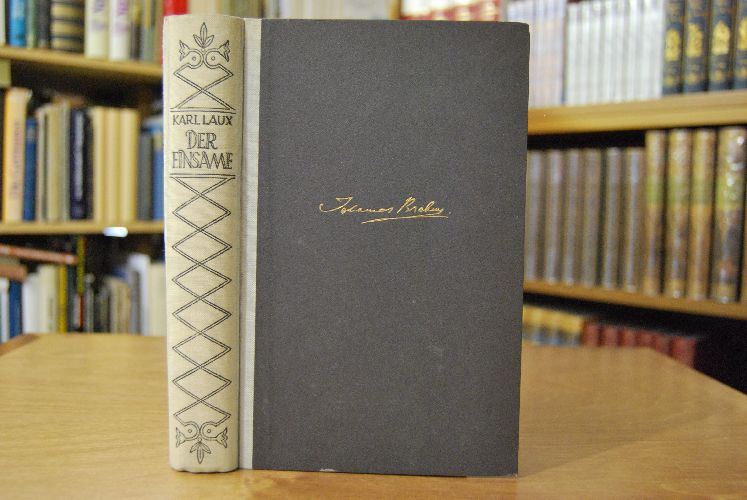 KARL LAUX
DER
EINSAME
Johannes Brahms.